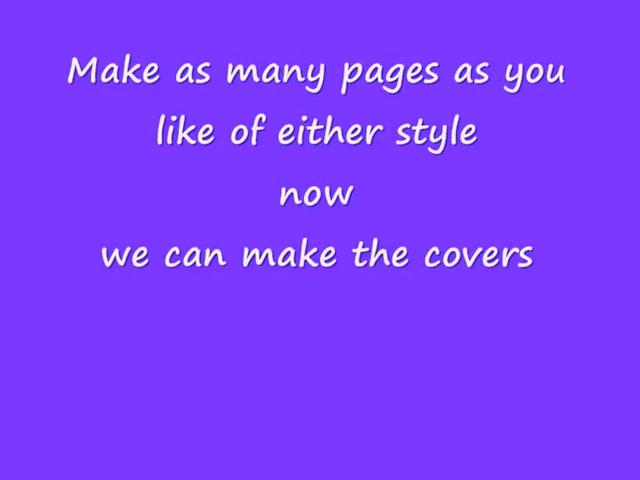 Make as many pages as you
like of either style
now
we can make the covers